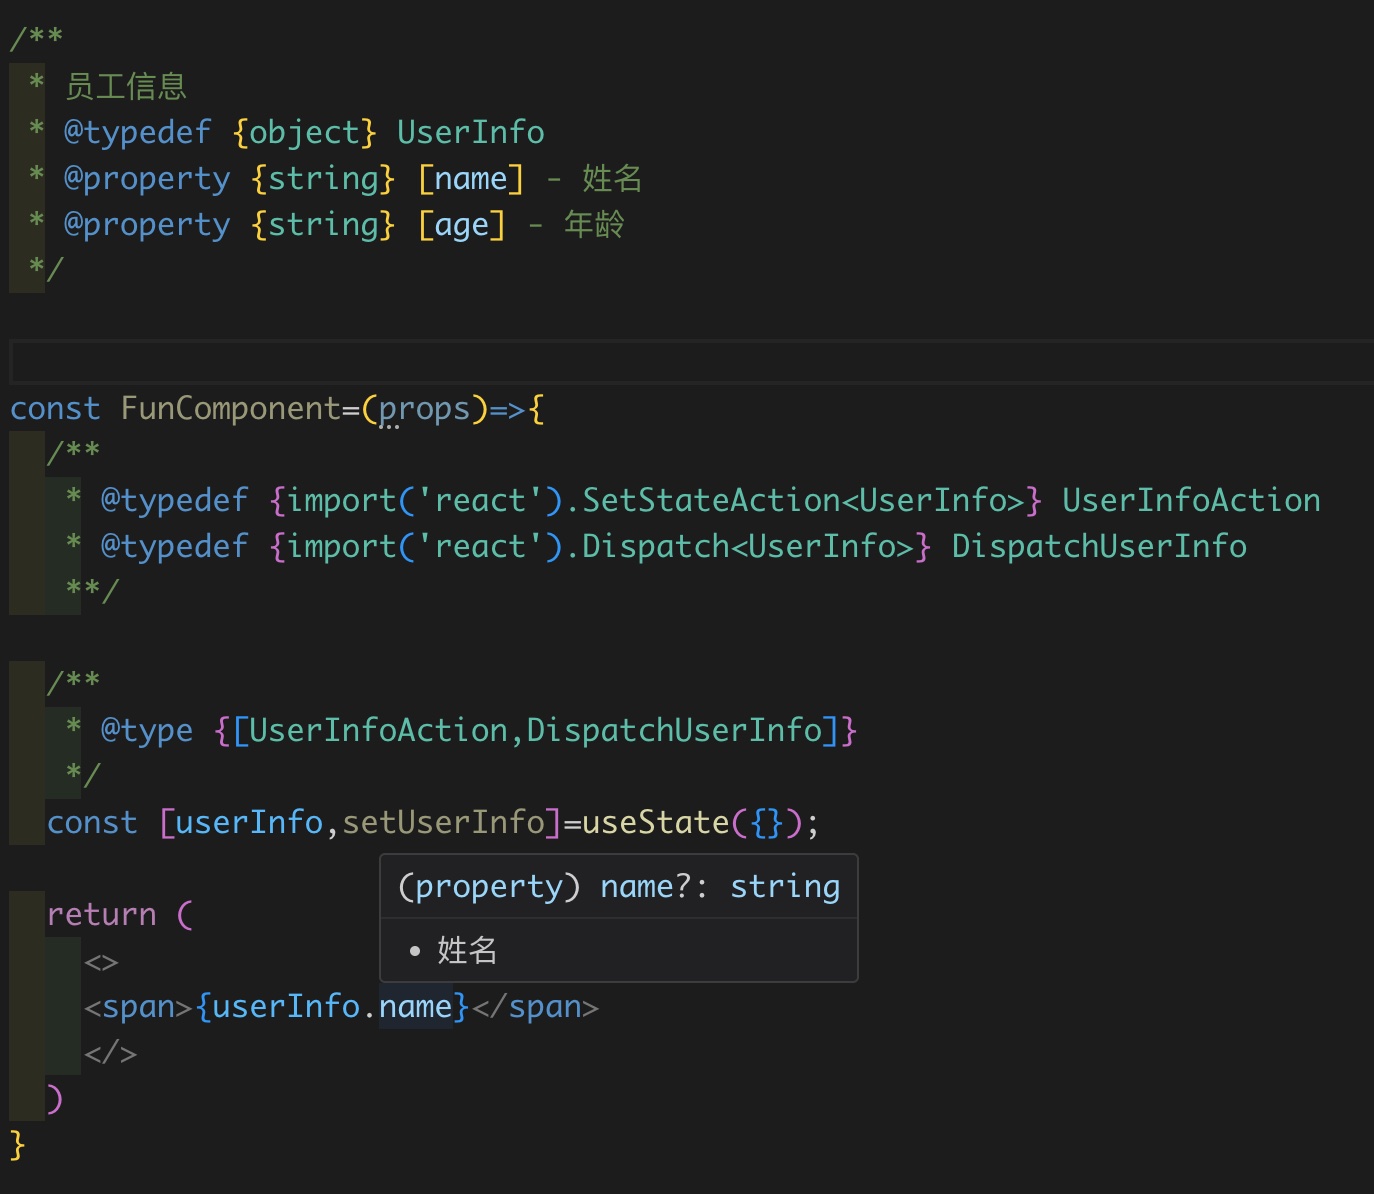 /**
 * 员工信息
 * @typedef {object} UserInfo
 * @property {string} [name] - 姓名
 * @property {string} [age] - 年龄
 */
const FunComponent=(props)=>{
  /**
   * @typedef {import('react').SetStateAction<UserInfo>} UserInfoAction
   * @typedef {import('react').Dispatch<UserInfo>} DispatchUserInfo
   **/
  /**
   * @type {[UserInfoAction,DispatchUserInfo]}
   */
  const [userInfo,setUserInfo]=useState({});
(property) name?: string
• 姓名
  return (
    <>
    <span>{userInfo.name}</span>
    </>
  )
}